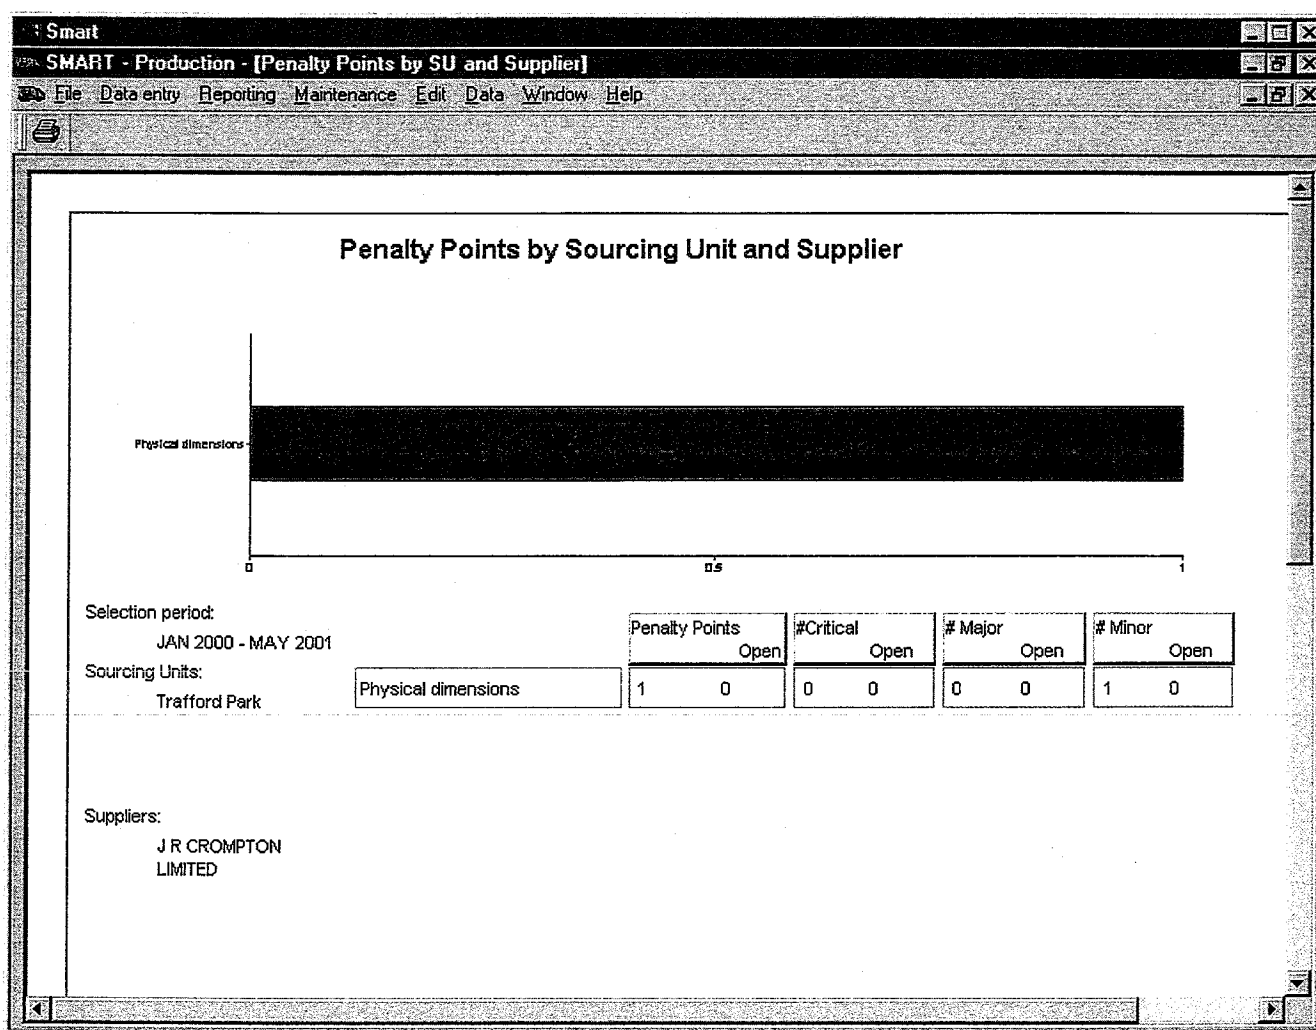 Smart
SMART - Production - [Penalty Points by SU and Supplier]
File Data entry Reporting Maintenance Edit Data Window Help
Penalty Points by Sourcing Unit and Supplier
Physical dimensions
0 0.5 1
Selection period:
JAN 2000 - MAY 2001
Sourcing Units:
Trafford Park
Penalty Points #Critical # Major # Minor
Open Open Open Open
Physical dimensions 1 0 0 0 0 0 1 0
Suppliers:
J R CROMPTON
LIMITED